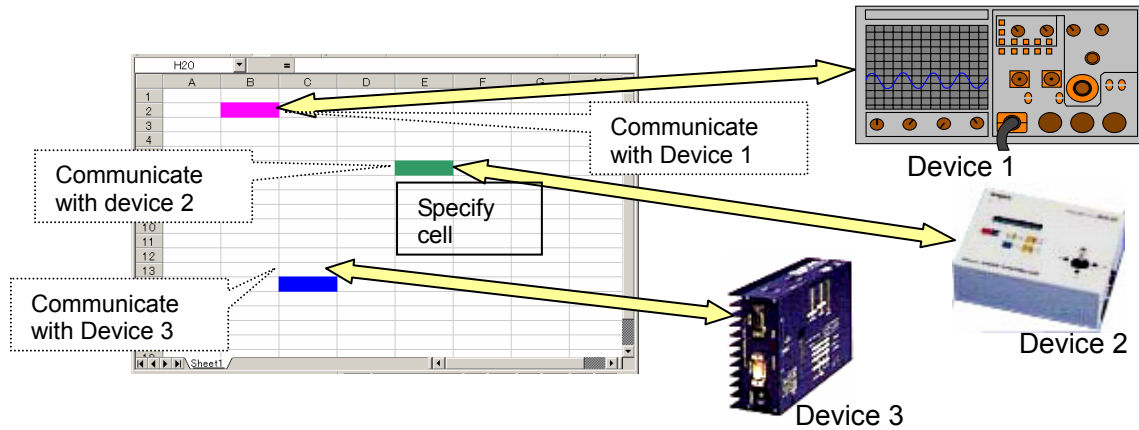 H20
=
A B C D E F G
1
2
3
4
10
11
12
13
Sheet1
Communicate
with Device 1
Communicate
with device 2
Specify
cell
Communicate
with Device 3
Device 1
Device 2
Device 3